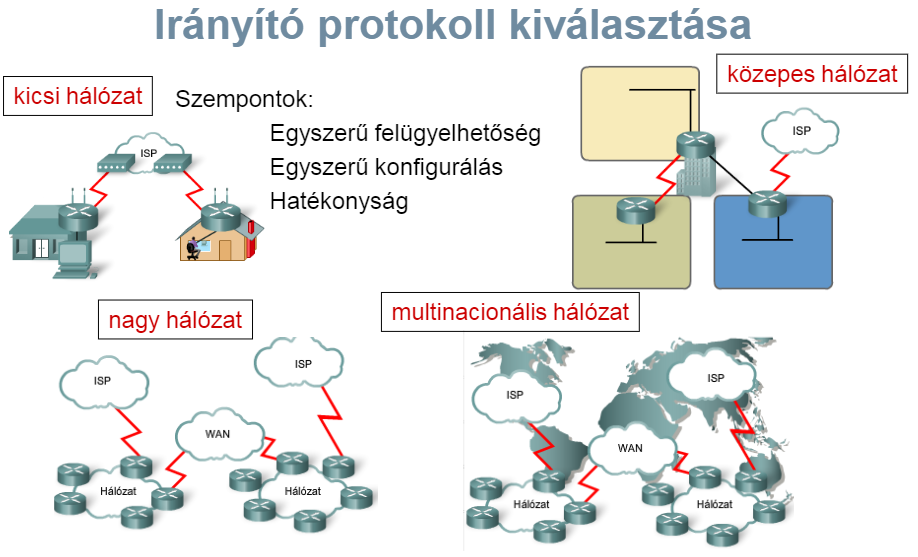 Irányító protokoll kiválasztása
kicsi hálózat
Szempontok:
Egyszerű felügyelhetőség
Egyszerű konfigurálás
Hatékonyság
közepes hálózat
ISP
ISP
nagy hálózat
ISP
ISP
WAN
Hálózat
Hálózat
multinacionális hálózat
ISP
ISP
WAN
Hálózat
Hálózat